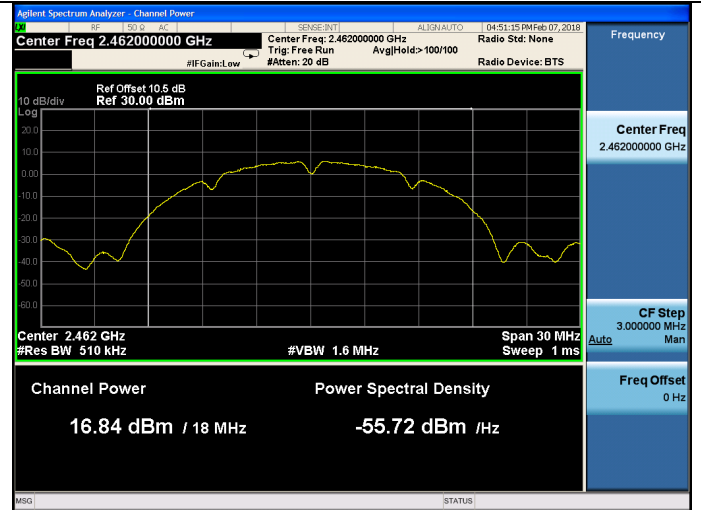 Agilent Spectrum Analyzer - Channel Power
LXI RF 50 Ω AC SENSE:INT ALIGN AUTO 04:51:15 PM Feb 07, 2018
Center Freq 2.462000000 GHz
Center Freq: 2.462000000 GHz Radio Std: None
Trig: Free Run Avg|Hold:>100/100
#IFGain:Low #Atten: 20 dB Radio Device: BTS
Frequency
Ref Offset 10.5 dB
10 dB/div Ref 30.00 dBm
Log
20.0
10.0
0.00
-10.0
-20.0
-30.0
-40.0
-50.0
-60.0
Center 2.462 GHz Span 30 MHz
#Res BW 510 kHz #VBW 1.6 MHz Sweep 1 ms
Center Freq
2.462000000 GHz
CF Step
3.000000 MHz
Auto Man
Freq Offset
0 Hz
Channel Power Power Spectral Density
16.84 dBm / 18 MHz -55.72 dBm /Hz
MSG STATUS